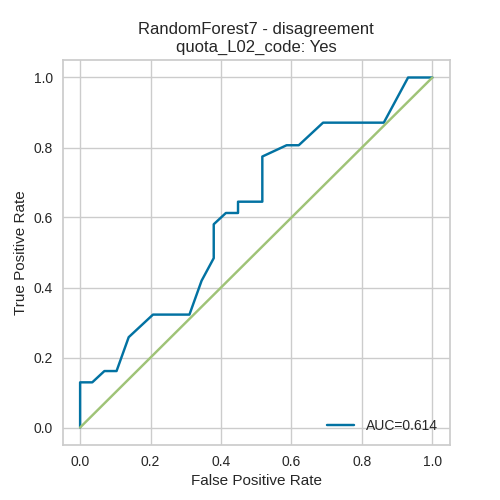 RandomForest7 - disagreement
quota_L02_code: Yes
True Positive Rate
1.0
0.8
0.6
0.4
0.2
0.0
AUC=0.614
0.0 0.2 0.4 0.6 0.8 1.0
False Positive Rate